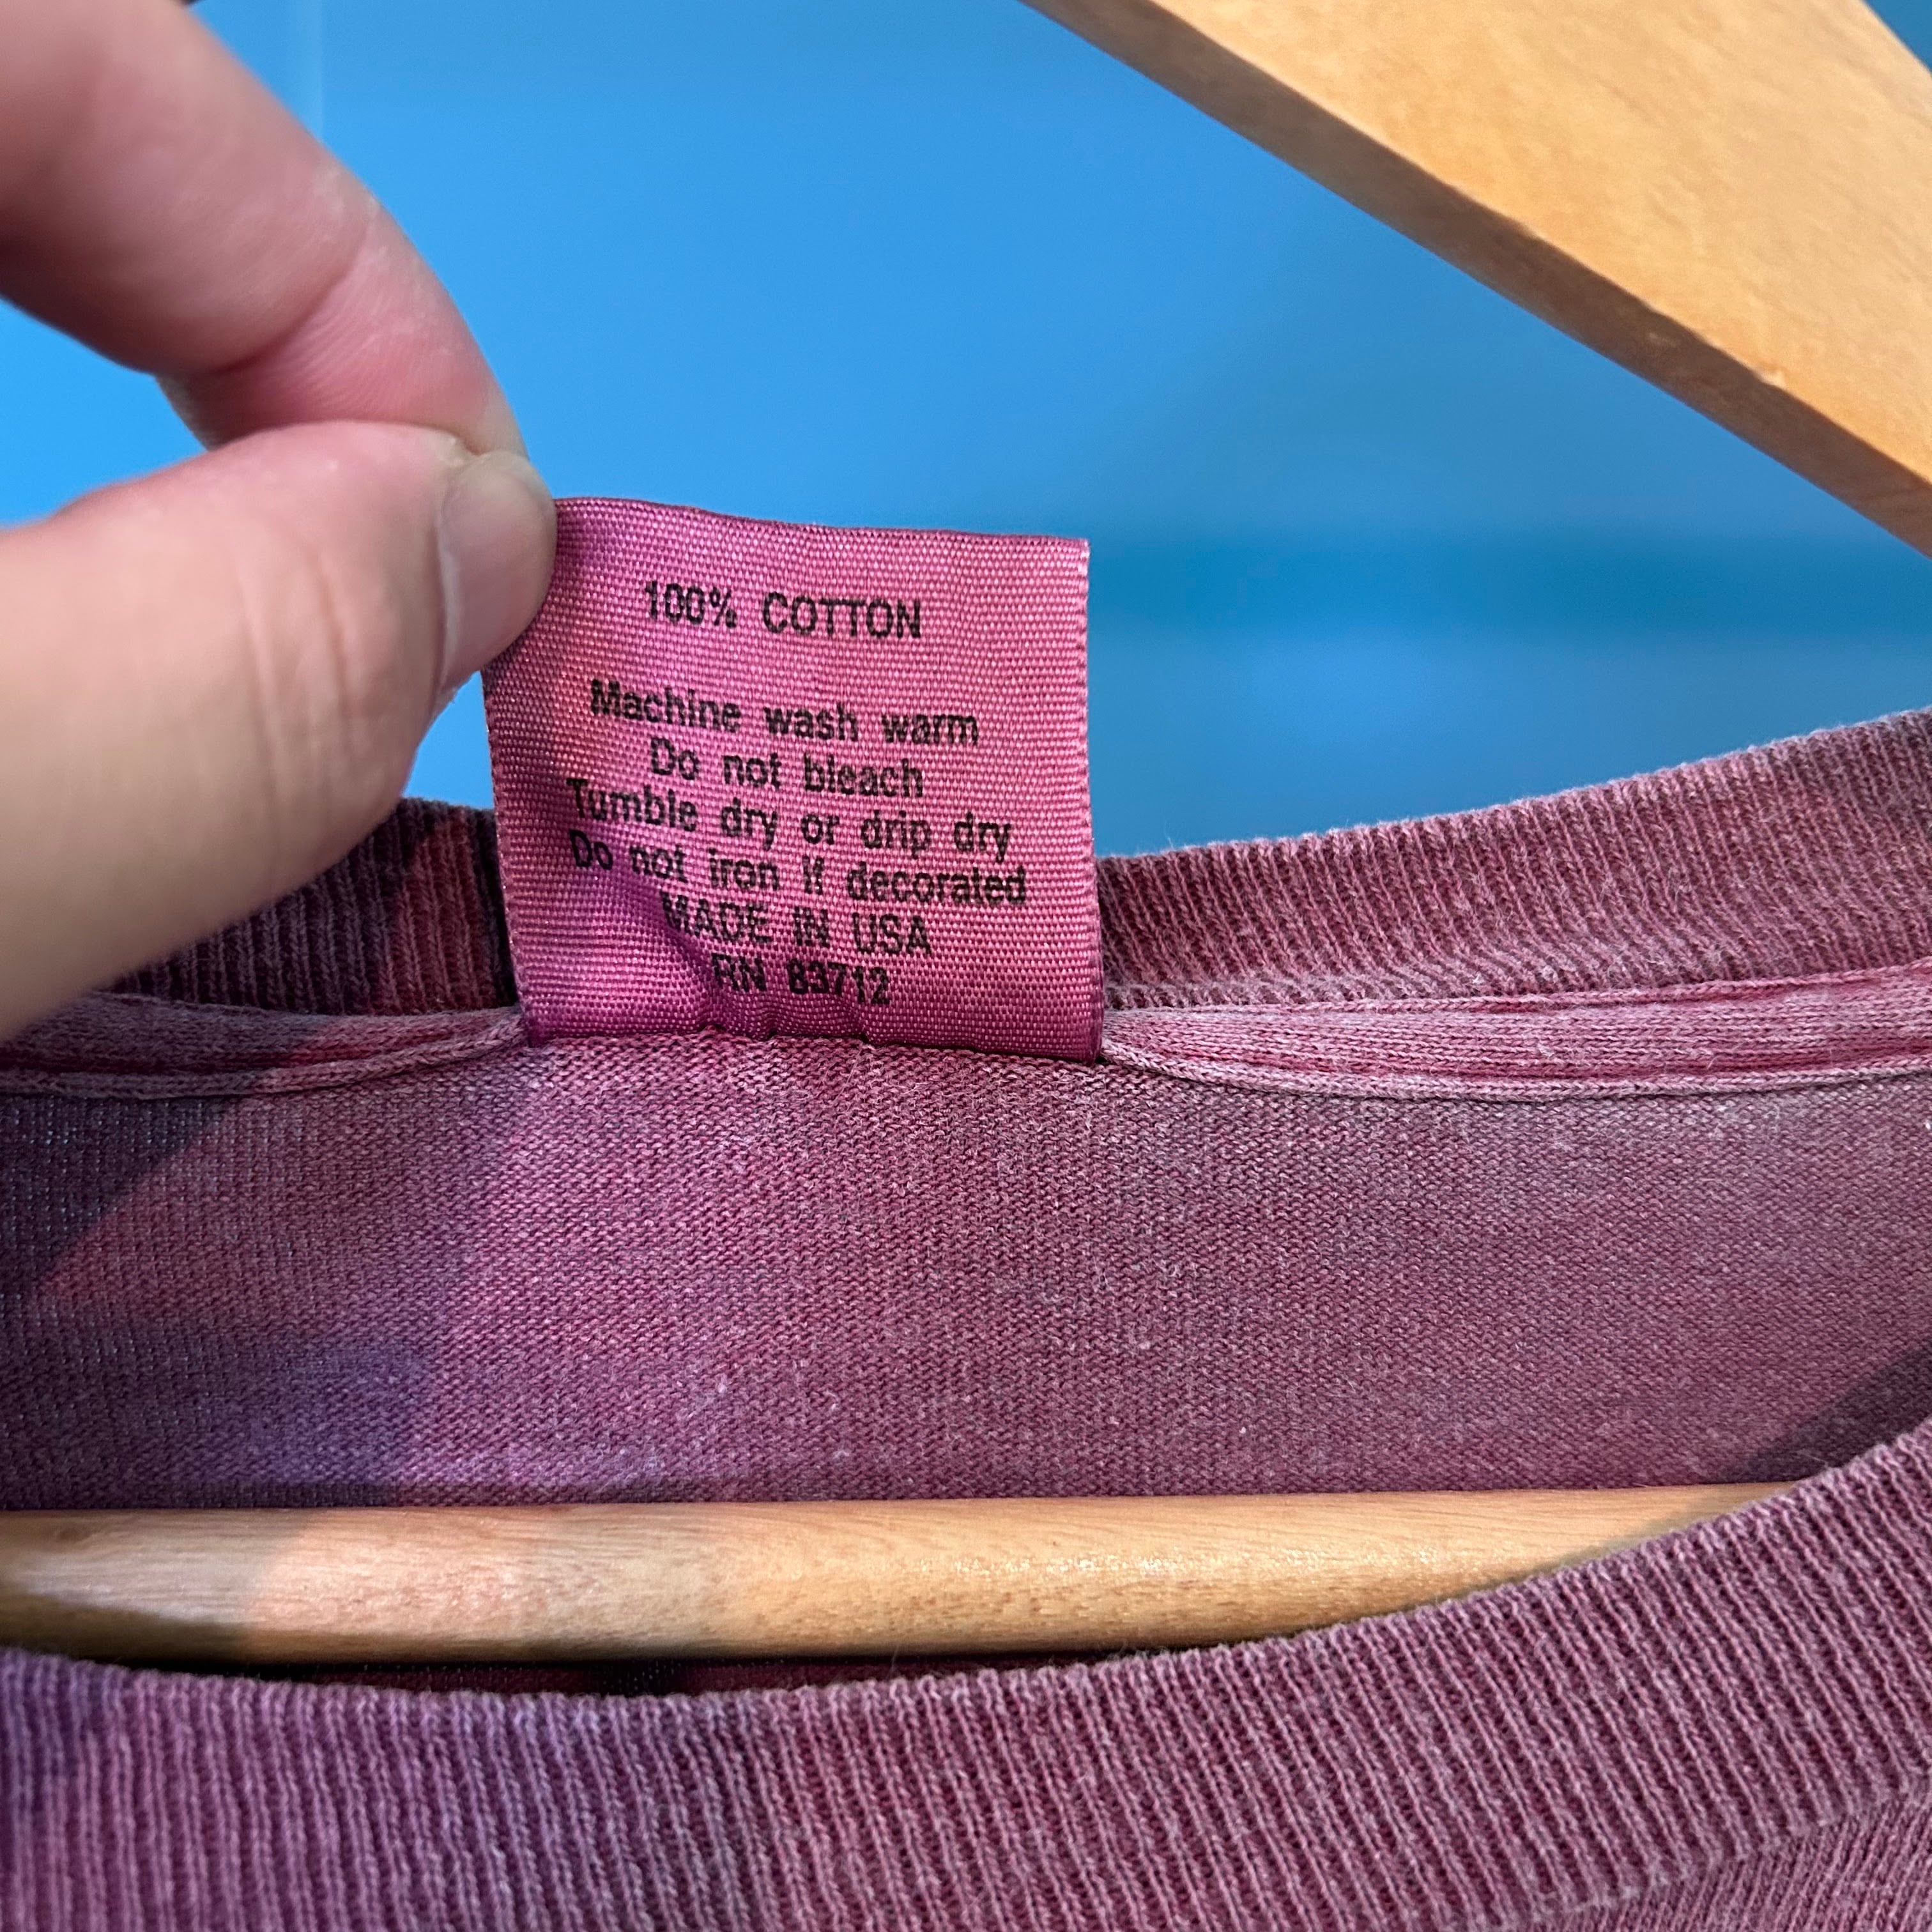 100% COTTON
Machine wash warm
Do not bleach
Tumble dry or drip dry
Do not iron if decorated
MADE IN USA
RN 83712